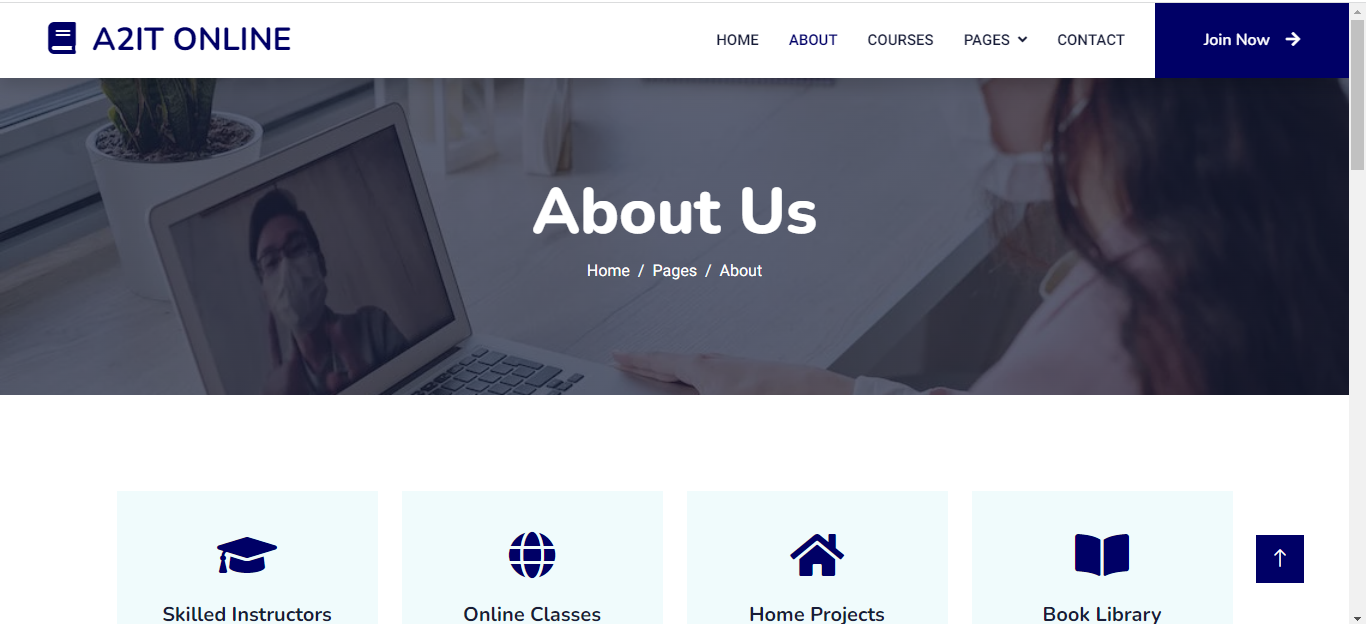 A2IT ONLINE
HOME ABOUT COURSES PAGES CONTACT Join Now
About Us
Home / Pages / About
Skilled Instructors Online Classes Home Projects Book Library